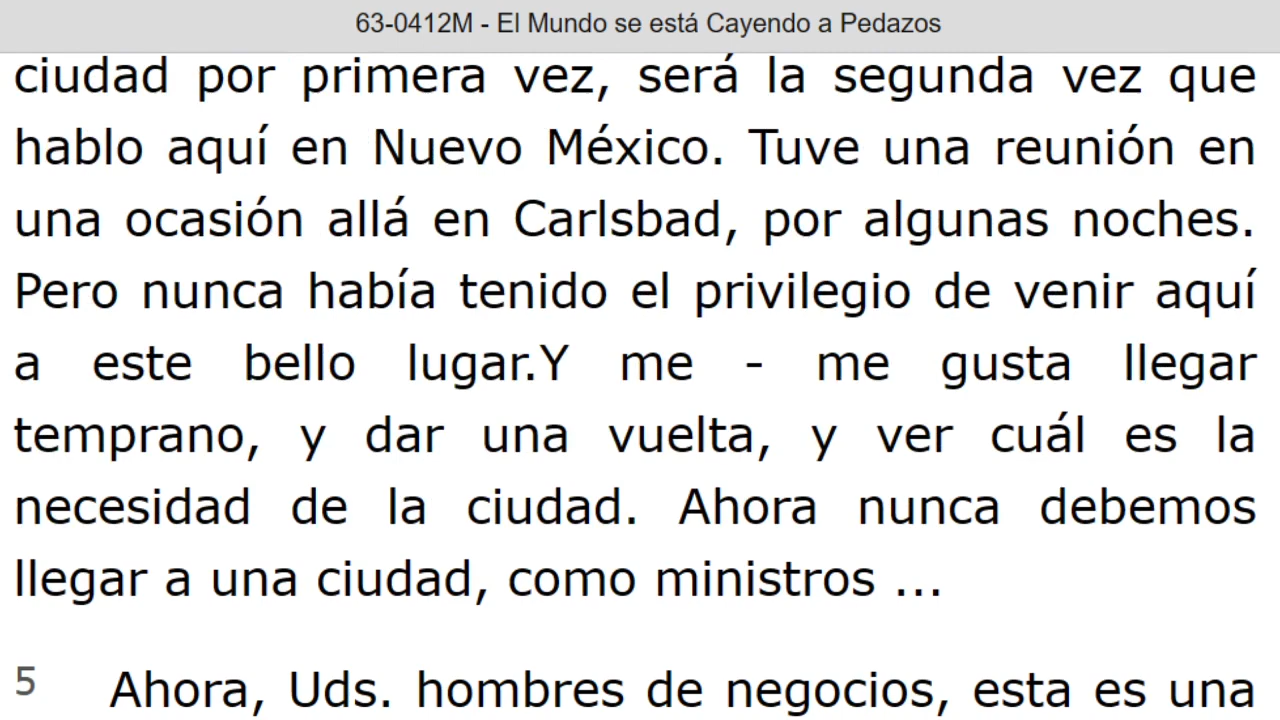 63-0412M - El Mundo se está Cayendo a Pedazos
ciudad por primera vez, será la segunda vez que
hablo aquí en Nuevo México. Tuve una reunión en
una ocasión allá en Carlsbad, por algunas noches.
Pero nunca había tenido el privilegio de venir aquí
a este bello lugar.Y me - me gusta llegar
temprano, y dar una vuelta, y ver cuál es la
necesidad de la ciudad. Ahora nunca debemos
llegar a una ciudad, como ministros ...
5 Ahora, Uds. hombres de negocios, esta es una